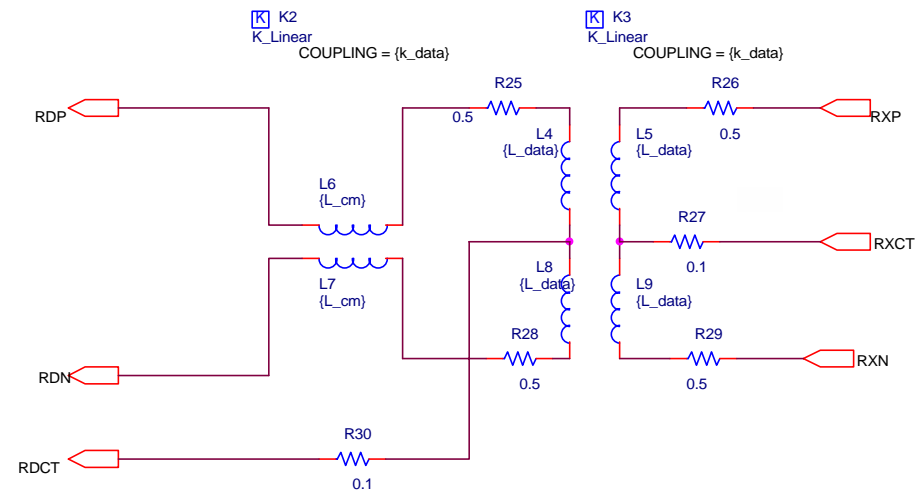 K K2
K_Linear
COUPLING = {k_data}
K K3
K_Linear
COUPLING = {k_data}
R25
0.5
R26
0.5
RDP
RXP
L4
{L_data}
L5
{L_data}
L6
{L_cm}
R27
0.1
RXCT
L7
{L_cm}
L8
{L_data}
L9
{L_data}
R28
0.5
R29
0.5
RXN
RDN
R30
0.1
RDCT